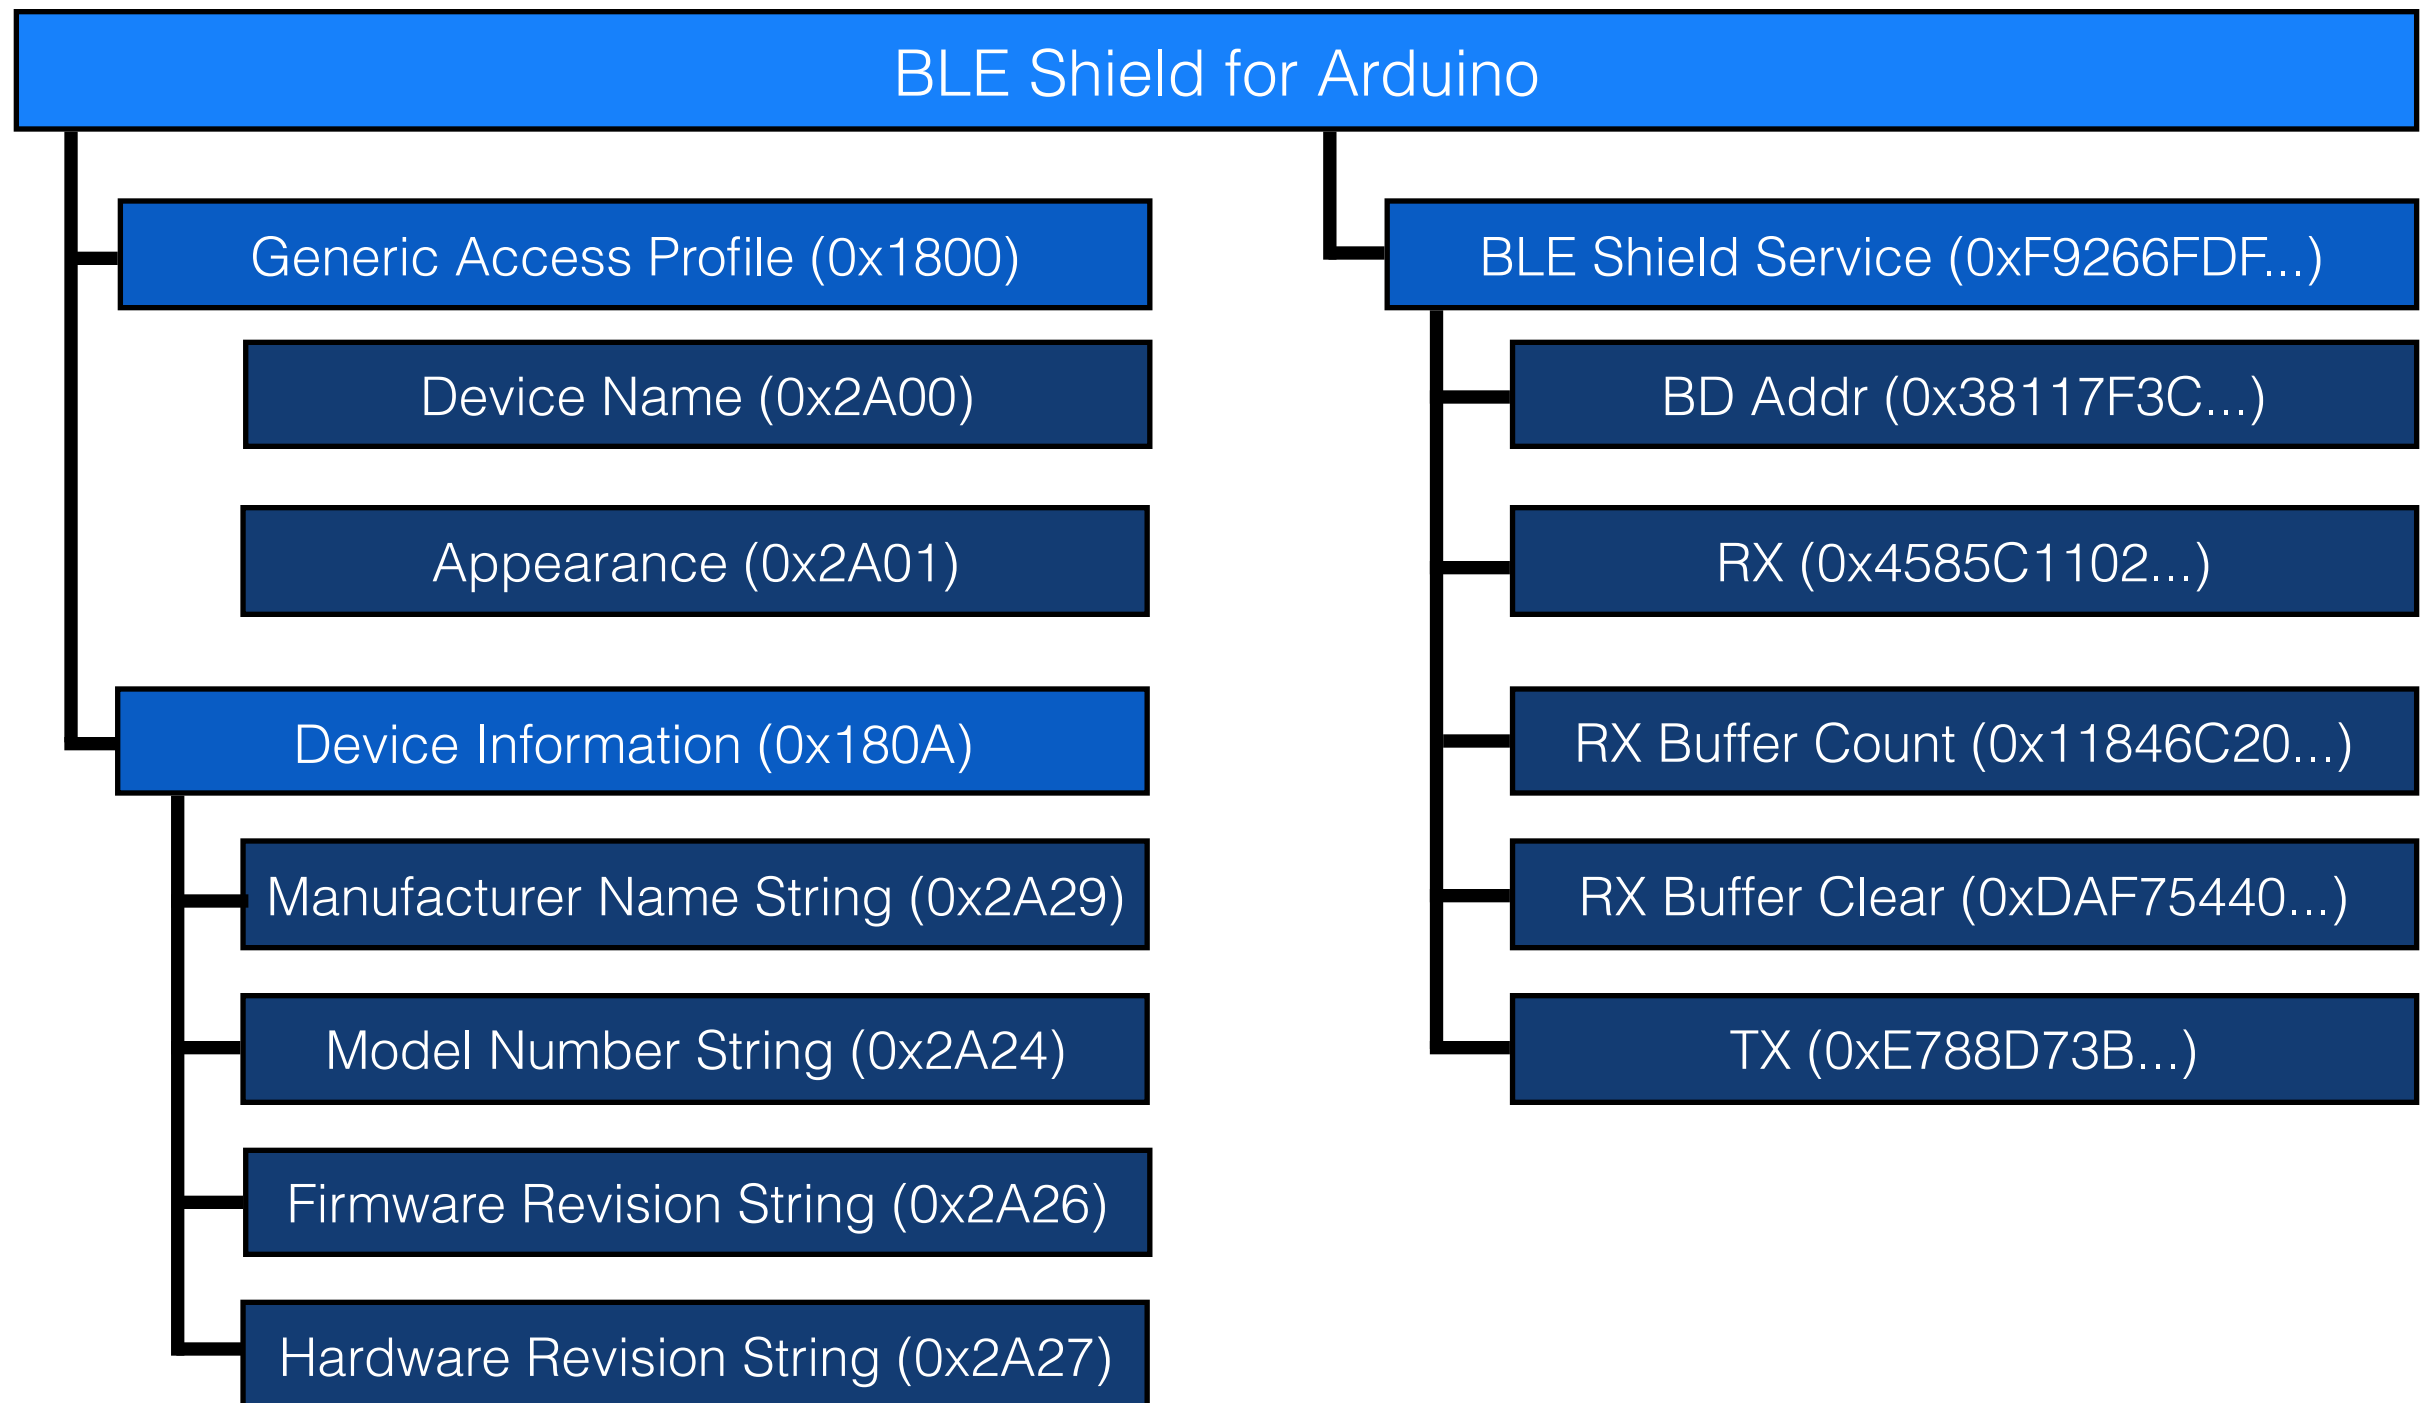 BLE Shield for Arduino
Generic Access Profile (0x1800)
Device Name (0x2A00)
Appearance (0x2A01)
Device Information (0x180A)
Manufacturer Name String (0x2A29)
Model Number String (0x2A24)
Firmware Revision String (0x2A26)
Hardware Revision String (0x2A27)
BLE Shield Service (0xF9266FDF...)
BD Addr (0x38117F3C...)
RX (0x4585C1102...)
RX Buffer Count (0x11846C20...)
RX Buffer Clear (0xDAF75440...)
TX (0xE788D73B...)